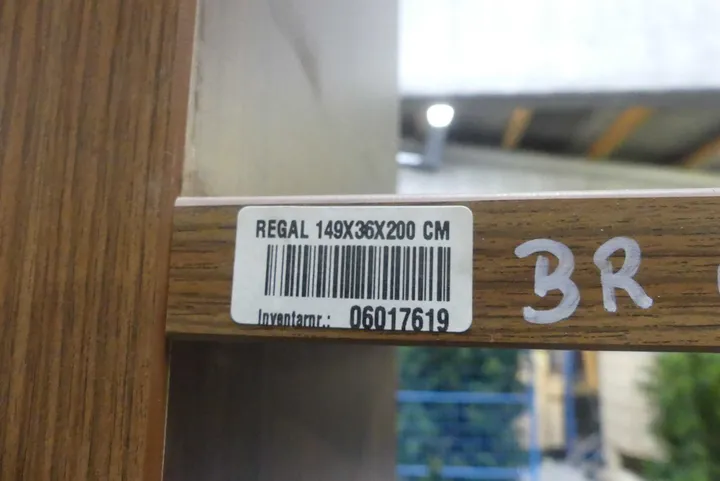 REGAL 149X36X200 CM
Inventarnr.: 06017619
BR